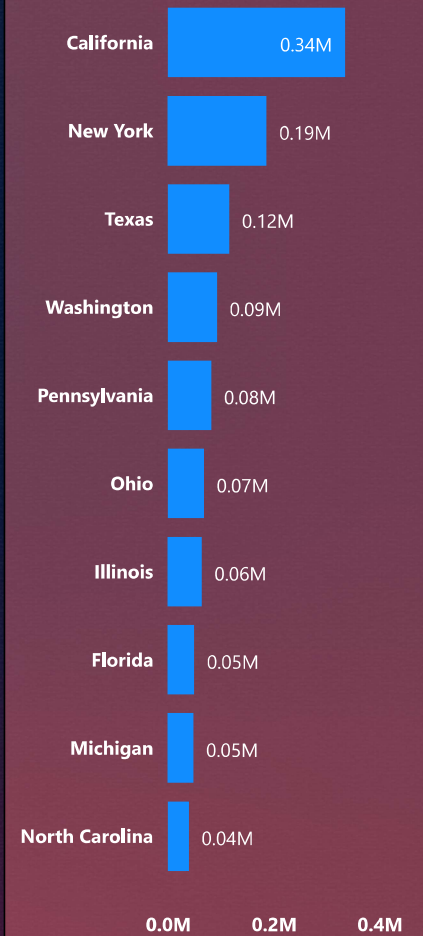 California 0.34M
New York 0.19M
Texas 0.12M
Washington 0.09M
Pennsylvania 0.08M
Ohio 0.07M
Illinois 0.06M
Florida 0.05M
Michigan 0.05M
North Carolina 0.04M
0.0M 0.2M 0.4M